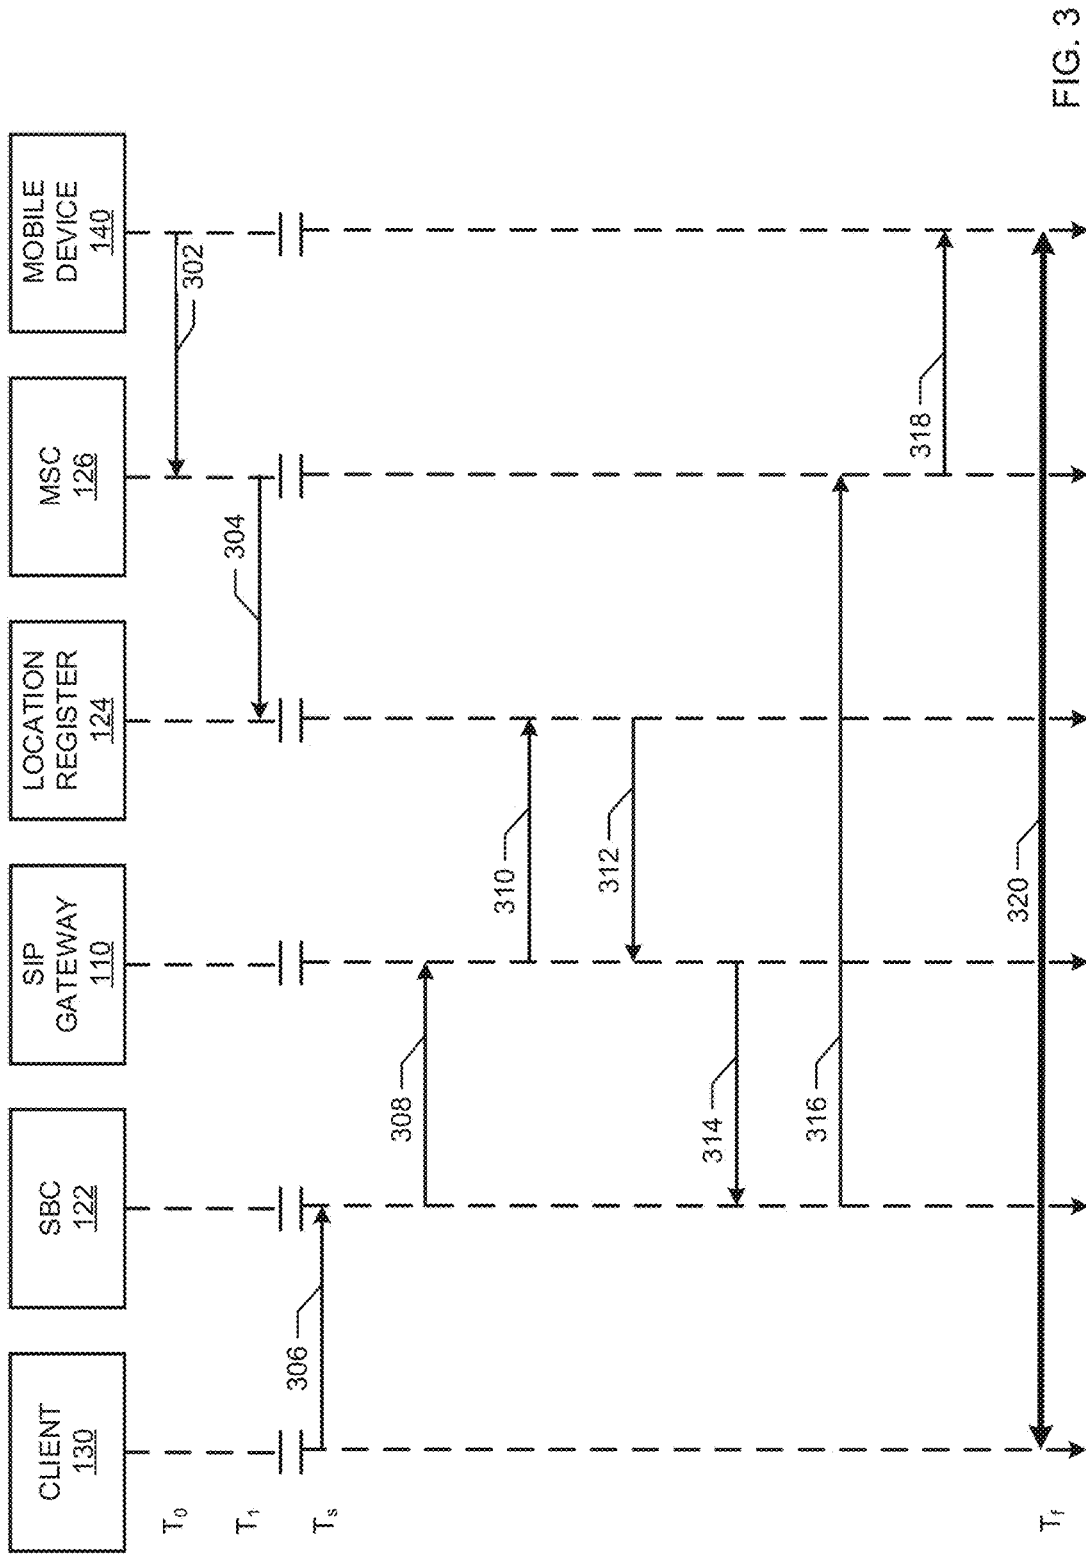 CLIENT
130
SBC
122
SIP
GATEWAY
110
LOCATION
REGISTER
124
MSC
126
MOBILE
DEVICE
140
T0
302
T1
304
Ts
306
308
310
312
314
316
318
Tf
320
FIG. 3